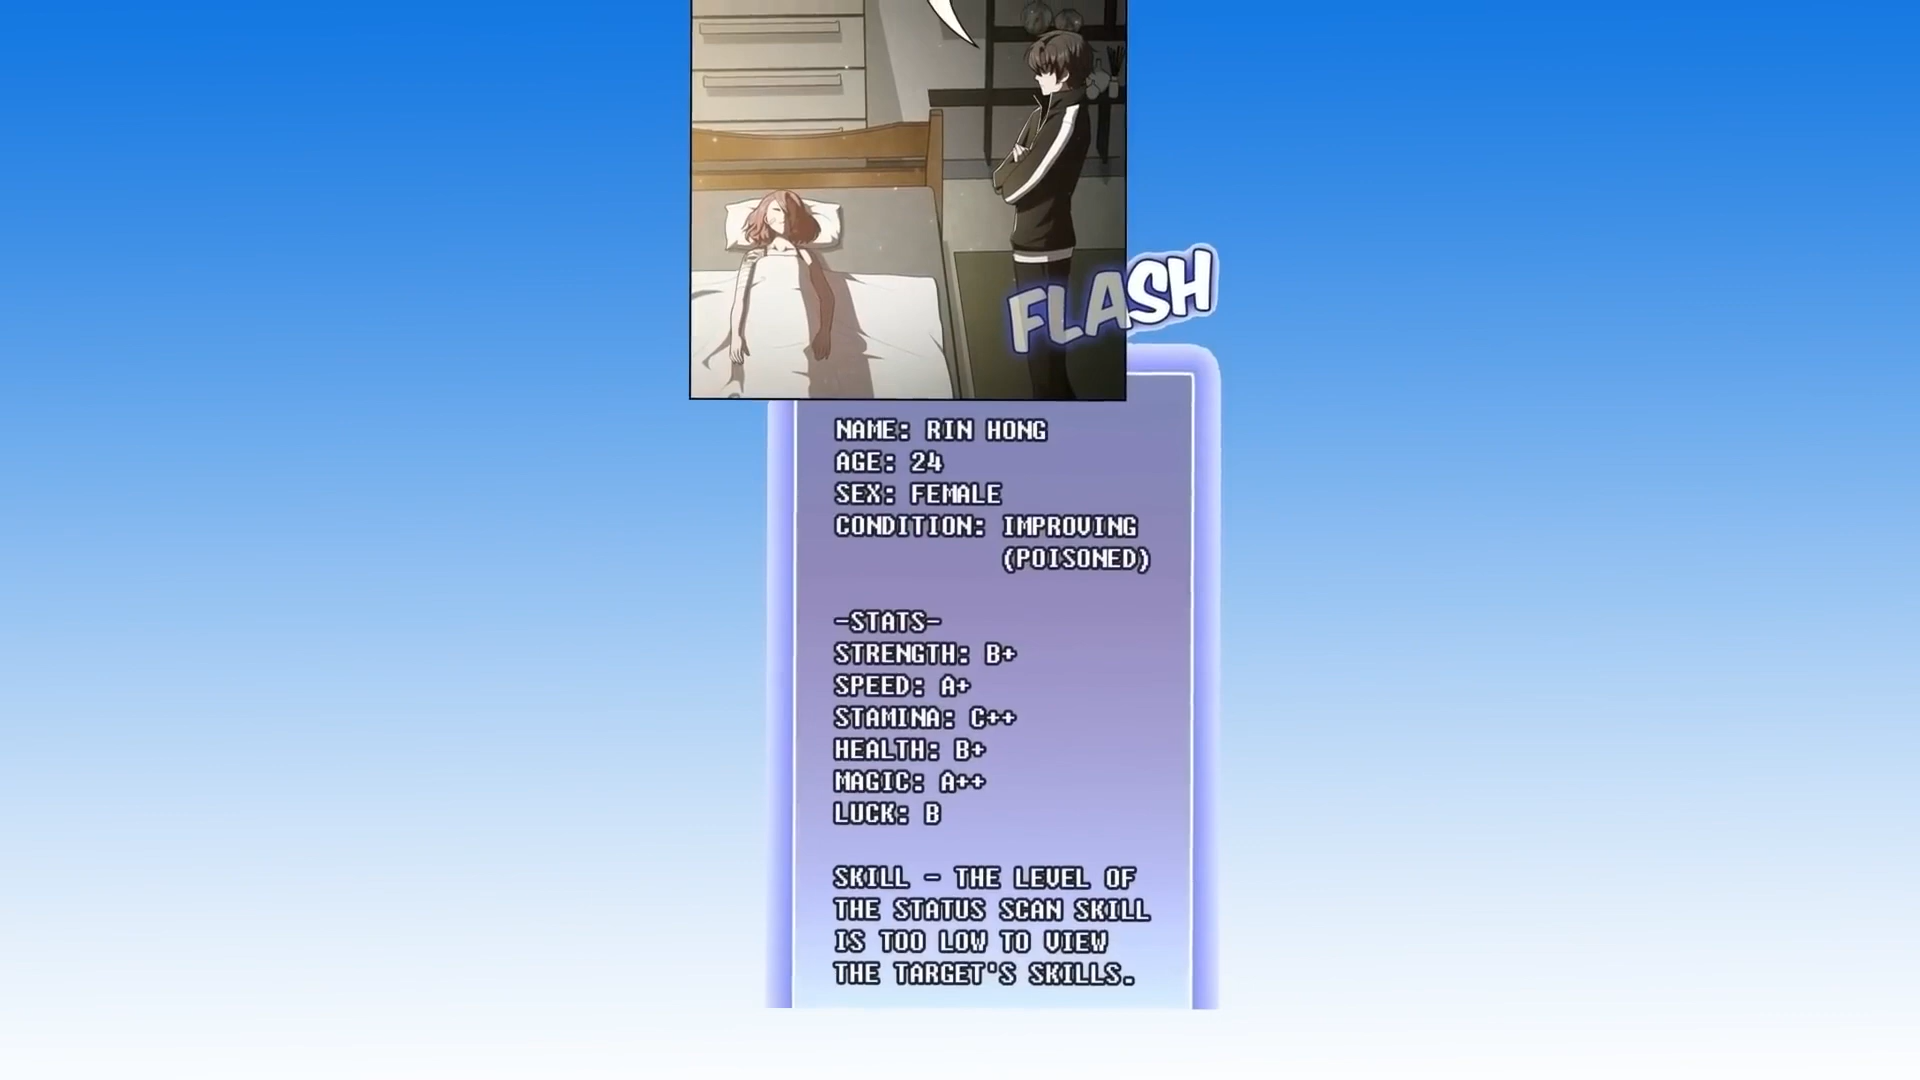 FLASH
NAME: RIN HONG
AGE: 24
SEX: FEMALE
CONDITION: IMPROVING
(POISONED)
-STATS-
STRENGTH: B+
SPEED: A+
STAMINA: C++
HEALTH: B+
MAGIC: A++
LUCK: B
SKILL - THE LEVEL OF
THE STATUS SCAN SKILL
IS TOO LOW TO VIEW
THE TARGET'S SKILLS.